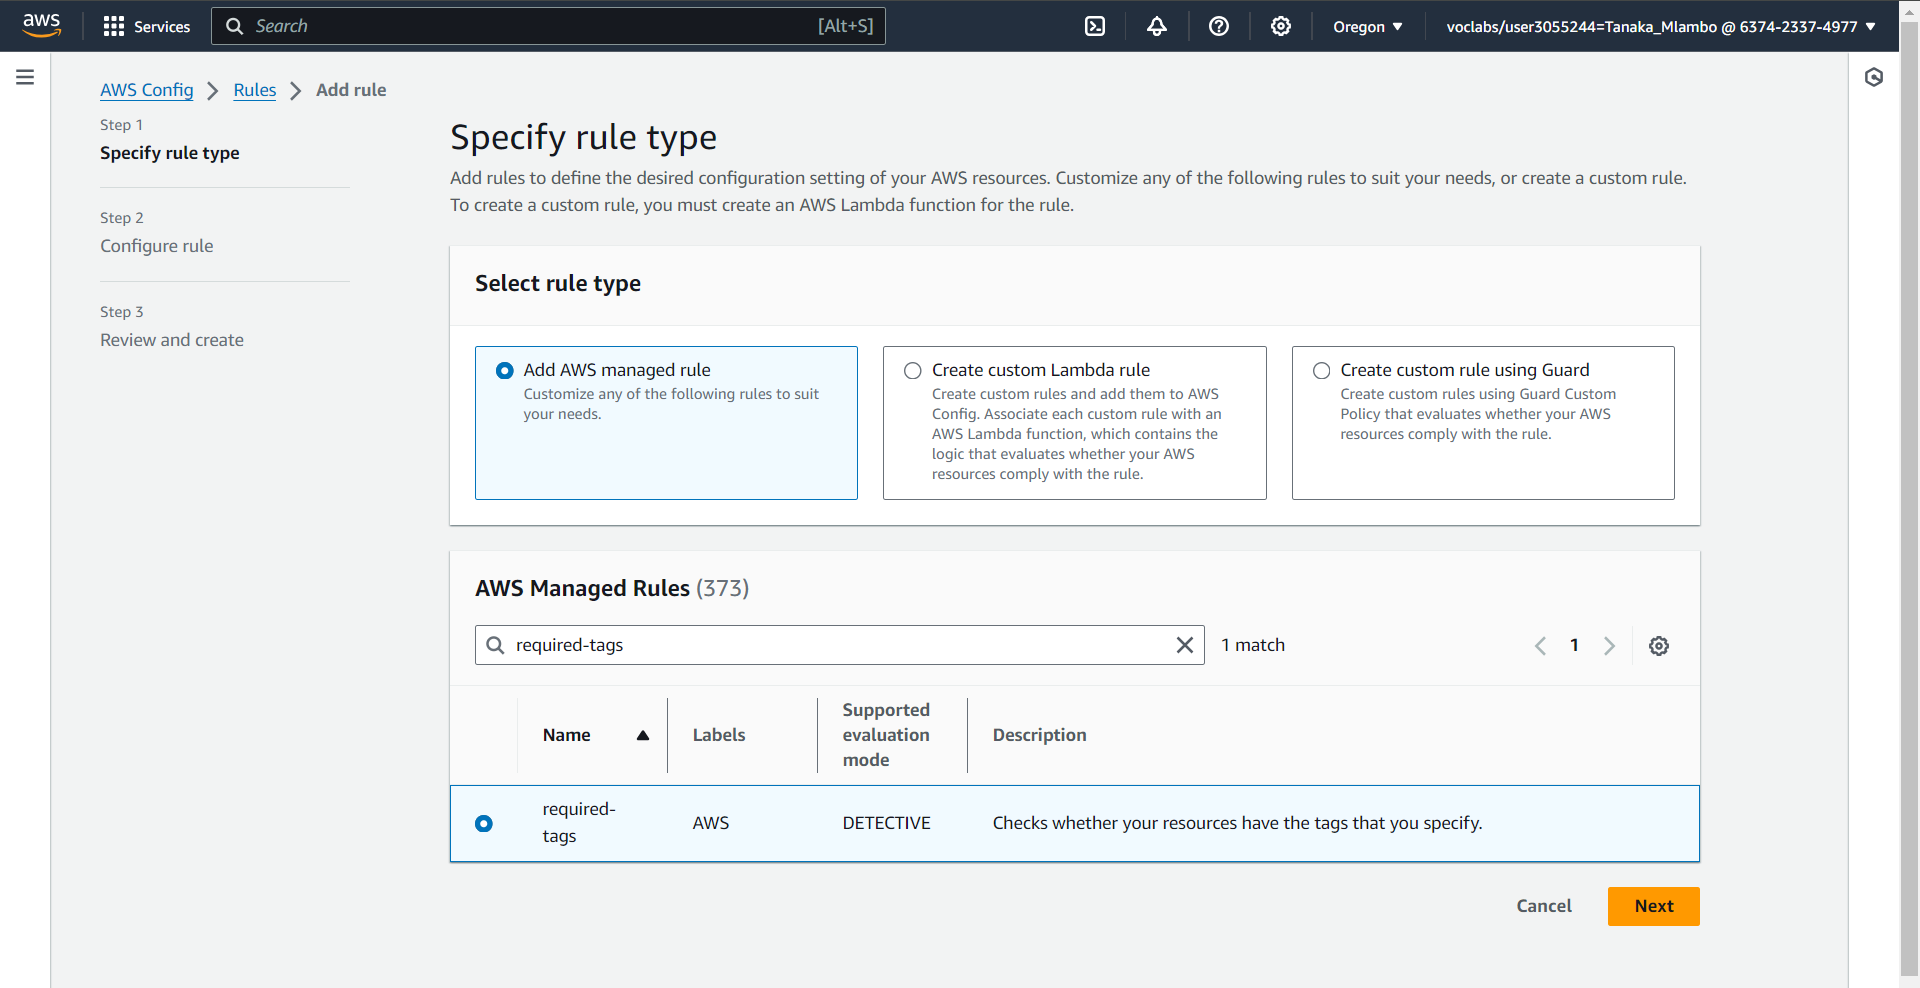 aws
Services
Search
[Alt+S]
Oregon
voclabs/user3055244=Tanaka_Mlambo @ 6374-2337-4977
AWS Config
Rules
Add rule
Step 1
Specify rule type
Step 2
Configure rule
Step 3
Review and create
Specify rule type
Add rules to define the desired configuration setting of your AWS resources. Customize any of the following rules to suit your needs, or create a custom rule.
To create a custom rule, you must create an AWS Lambda function for the rule.
Select rule type
Add AWS managed rule
Customize any of the following rules to suit
your needs.
Create custom Lambda rule
Create custom rules and add them to AWS
Config. Associate each custom rule with an
AWS Lambda function, which contains the
logic that evaluates whether your AWS
resources comply with the rule.
Create custom rule using Guard
Create custom rules using Guard Custom
Policy that evaluates whether your AWS
resources comply with the rule.
AWS Managed Rules (373)
required-tags
1 match
1
Name
Labels
Supported
evaluation
mode
Description
required-
tags
AWS
DETECTIVE
Checks whether your resources have the tags that you specify.
Cancel
Next